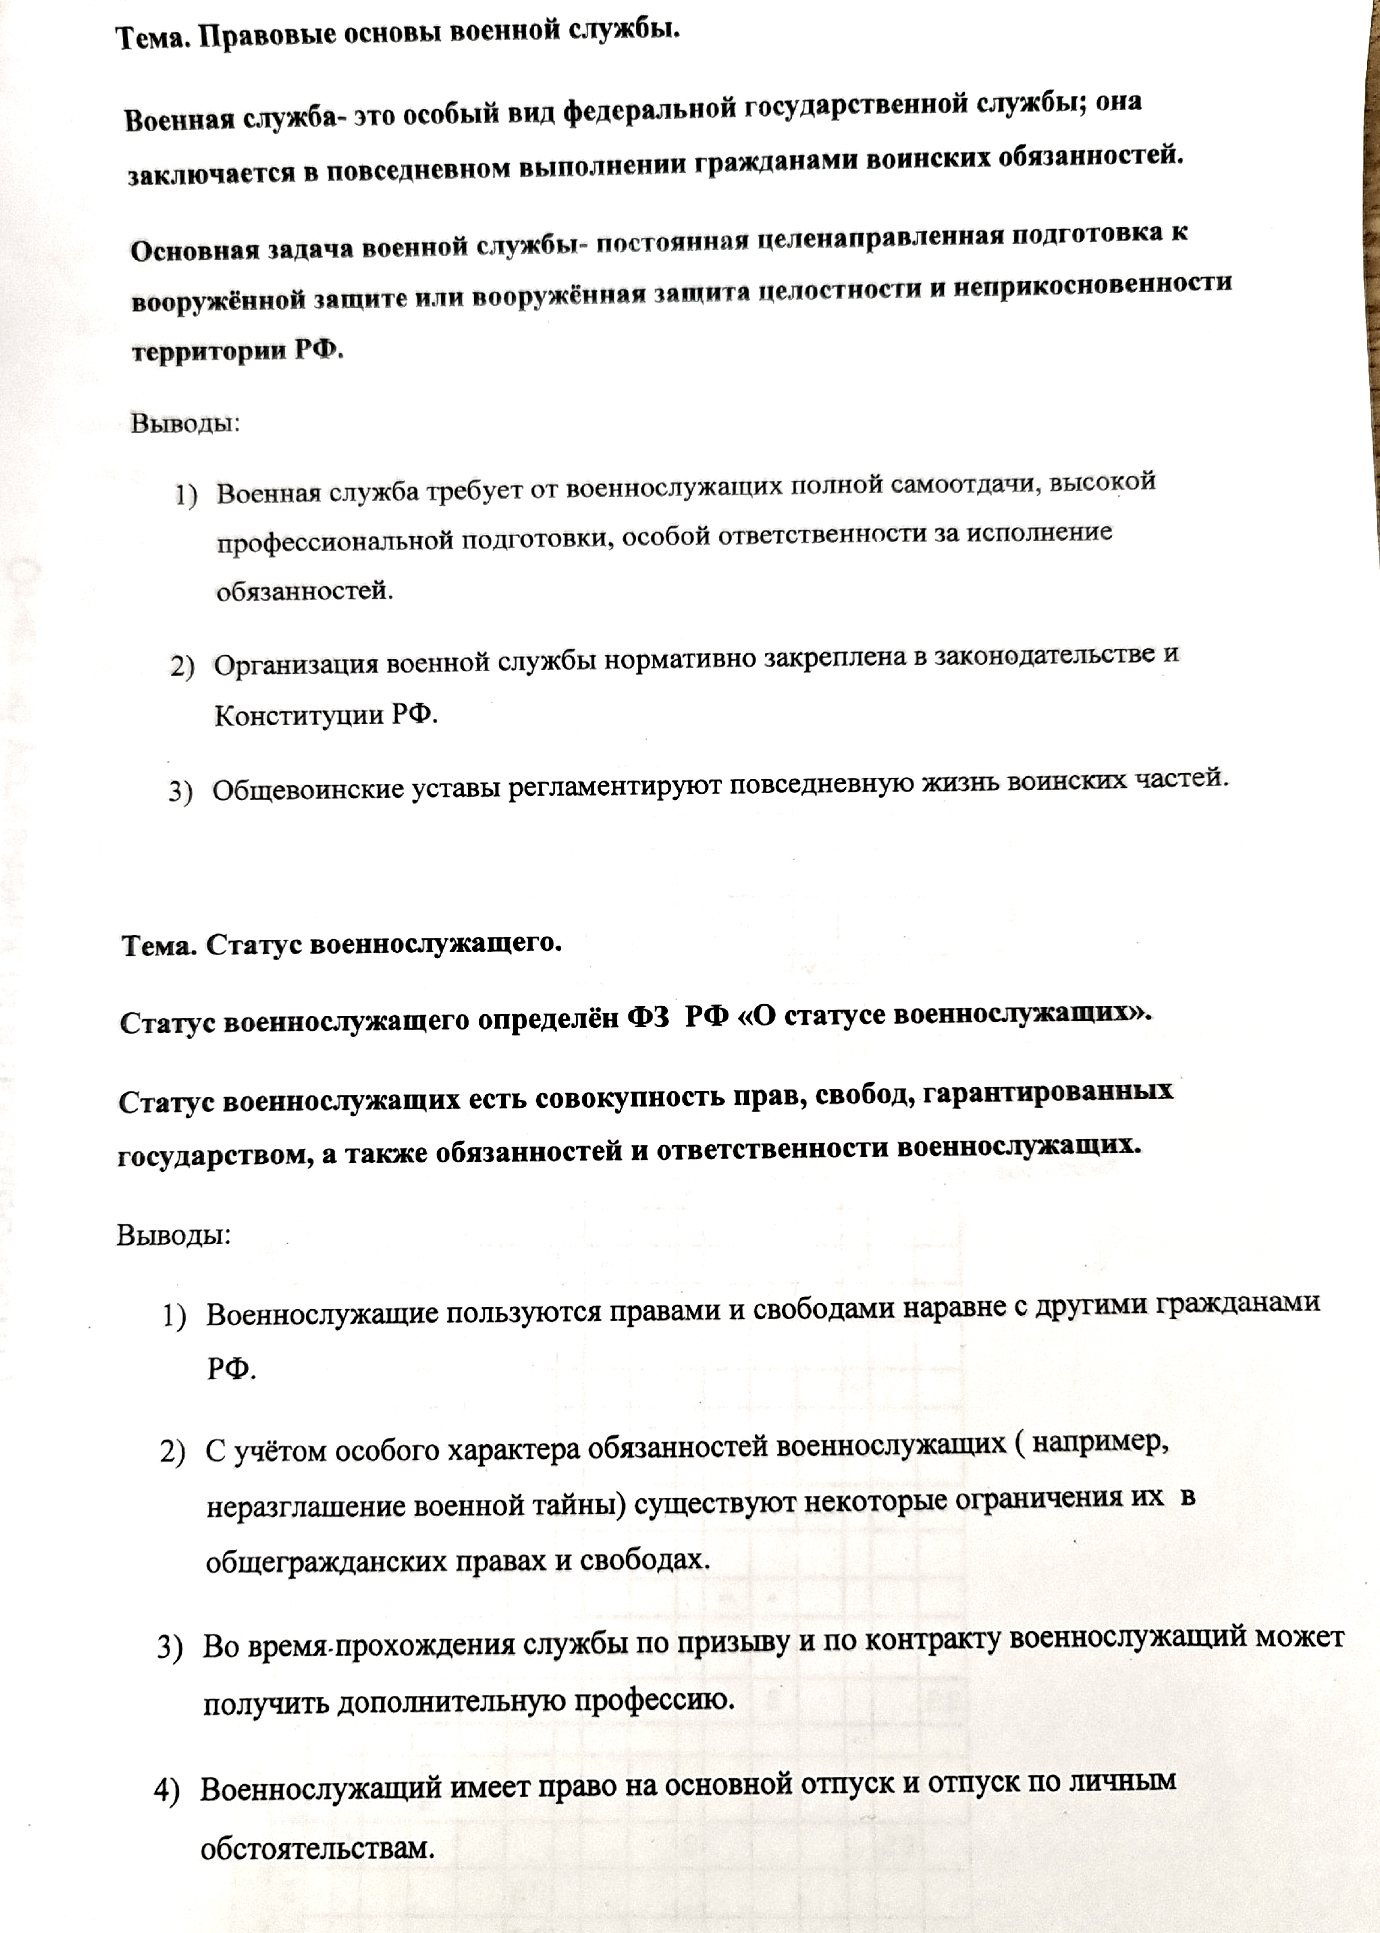 Тема. Правовые основы военной службы.
Военная служба- это особый вид федеральной государственной службы; она
заключается в повседневном выполнении гражданами воинских обязанностей.
Основная задача военной службы- постоянная целенаправленная подготовка к
вооружённой защите или вооружённая защита целостности и неприкосновенности
территории РФ.
Выводы:
1) Военная служба требует от военнослужащих полной самоотдачи, высокой
профессиональной подготовки, особой ответственности за исполнение
обязанностей.
2) Организация военной службы нормативно закреплена в законодательстве и
Конституции РФ.
3) Общевоинские уставы регламентируют повседневную жизнь воинских частей.
Тема. Статус военнослужащего.
Статус военнослужащего определён ФЗ РФ «О статусе военнослужащих».
Статус военнослужащих есть совокупность прав, свобод, гарантированных
государством, а также обязанностей и ответственности военнослужащих.
Выводы:
1) Военнослужащие пользуются правами и свободами наравне с другими гражданами
РФ.
2) С учётом особого характера обязанностей военнослужащих ( например,
неразглашение военной тайны) существуют некоторые ограничения их в
общегражданских правах и свободах.
3) Во время прохождения службы по призыву и по контракту военнослужащий может
получить дополнительную профессию.
4) Военнослужащий имеет право на основной отпуск и отпуск по личным
обстоятельствам.